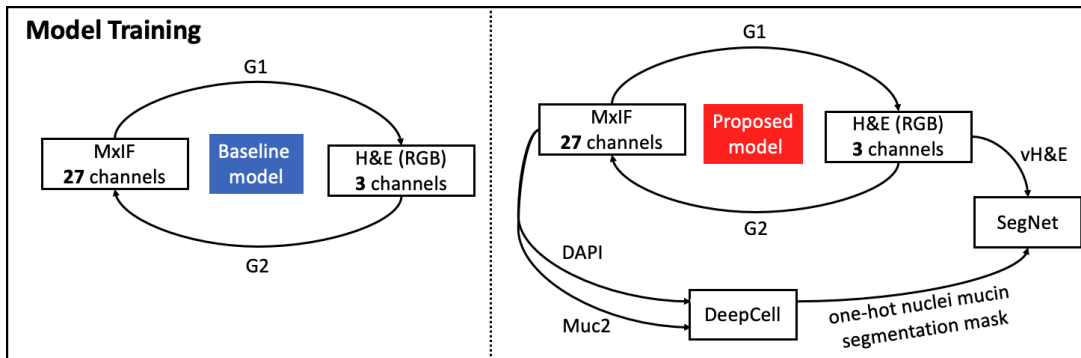 Model Training
G1
MxIF
27 channels
Baseline
model
H&E (RGB)
3 channels
G2
G1
MxIF
27 channels
Proposed
model
H&E (RGB)
3 channels
vH&E
G2
SegNet
DAPI
Muc2
DeepCell
one-hot nuclei mucin
segmentation mask